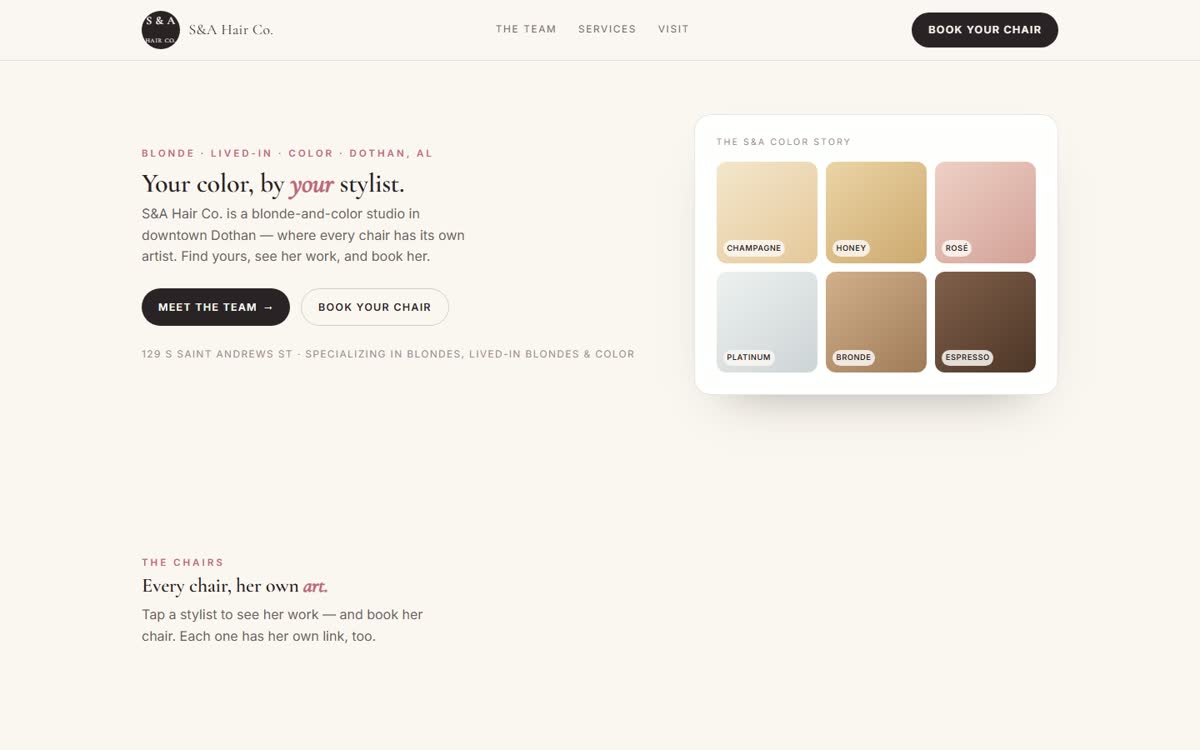 S & A
HAIR CO.
S&A Hair Co.
THE TEAM
SERVICES
VISIT
BOOK YOUR CHAIR
BLONDE · LIVED-IN · COLOR · DOTHAN, AL
Your color, by your stylist.
S&A Hair Co. is a blonde-and-color studio in
downtown Dothan — where every chair has its own
artist. Find yours, see her work, and book her.
MEET THE TEAM →
BOOK YOUR CHAIR
129 S SAINT ANDREWS ST · SPECIALIZING IN BLONDES, LIVED-IN BLONDES & COLOR
THE S&A COLOR STORY
CHAMPAGNE
HONEY
ROSÉ
PLATINUM
BRONDE
ESPRESSO
THE CHAIRS
Every chair, her own art.
Tap a stylist to see her work — and book her
chair. Each one has her own link, too.